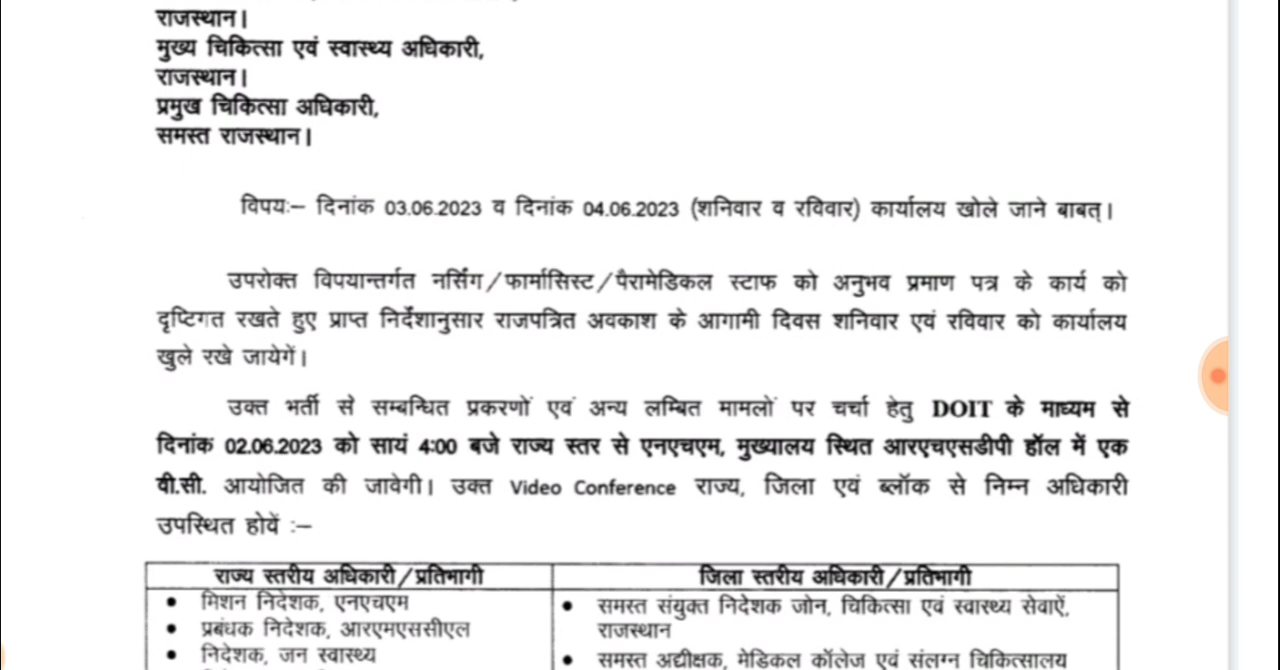 राजस्थान।
मुख्य चिकित्सा एवं स्वास्थ्य अधिकारी,
राजस्थान।
प्रमुख चिकित्सा अधिकारी,
समस्त राजस्थान।
विषयः– दिनांक 03.06.2023 व दिनांक 04.06.2023 (शनिवार व रविवार) कार्यालय खोले जाने बाबत्।
उपरोक्त विषयान्तर्गत नर्सिंग/फार्मासिस्ट/पैरामेडिकल स्टाफ को अनुभव प्रमाण पत्र के कार्य को
दृष्टिगत रखते हुए प्राप्त निर्देशानुसार राजपत्रित अवकाश के आगामी दिवस शनिवार एवं रविवार को कार्यालय
खुले रखे जायेगें।
उक्त भर्ती से सम्बन्धित प्रकरणों एवं अन्य लम्बित मामलों पर चर्चा हेतु DOIT के माध्यम से
दिनांक 02.06.2023 को सायं 4:00 बजे राज्य स्तर से एनएचएम, मुख्यालय स्थित आरएचएसडीपी हॉल में एक
वी.सी. आयोजित की जावेगी। उक्त Video Conference राज्य, जिला एवं ब्लॉक से निम्न अधिकारी
उपस्थित होवें :–
राज्य स्तरीय अधिकारी/प्रतिभागी
जिला स्तरीय अधिकारी/प्रतिभागी
• मिशन निदेशक, एनएचएम
• प्रबंधक निदेशक, आरएमएससीएल
• निदेशक, जन स्वास्थ्य
• समस्त संयुक्त निदेशक जोन, चिकित्सा एवं स्वास्थ्य सेवाऐं,
राजस्थान
• समस्त अधीक्षक, मेडिकल कॉलेज एवं संलग्न चिकित्सालय